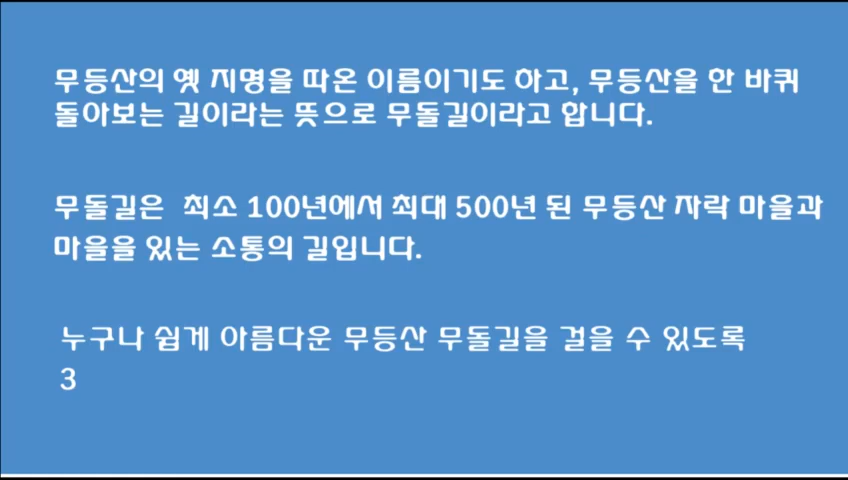 무등산의 옛 지명을 따온 이름이기도 하고, 무등산을 한 바퀴
돌아보는 길이라는 뜻으로 무돌길이라고 합니다.
무돌길은 최소 100년에서 최대 500년 된 무등산 자락 마을과
마을을 있는 소통의 길입니다.
누구나 쉽게 아름다운 무등산 무돌길을 걸을 수 있도록
3